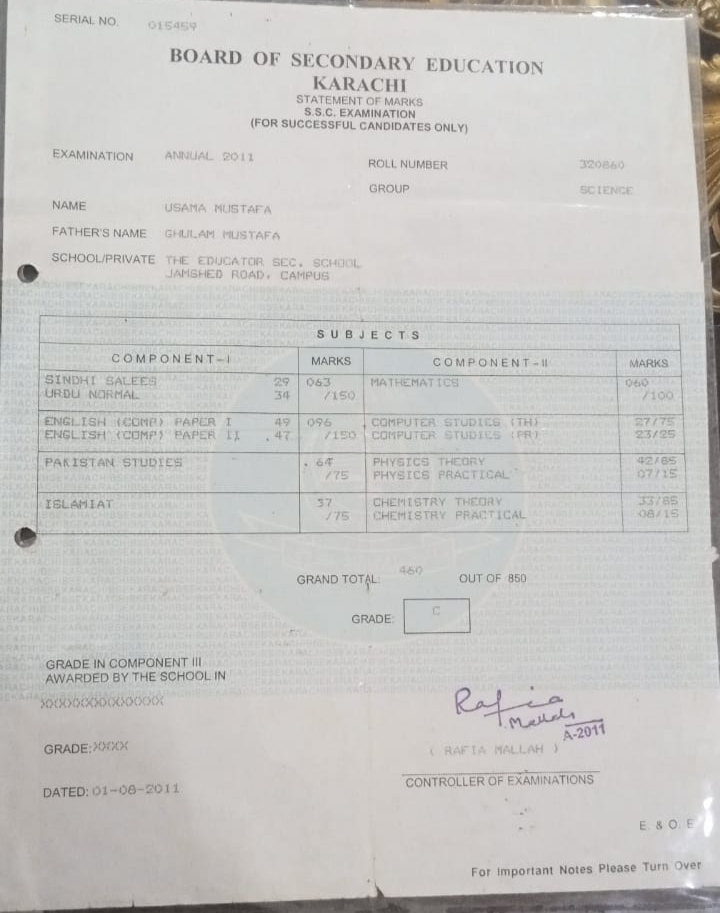 SERIAL NO. 015459
BOARD OF SECONDARY EDUCATION
KARACHI
STATEMENT OF MARKS
S.S.C. EXAMINATION
(FOR SUCCESSFUL CANDIDATES ONLY)
EXAMINATION ANNUAL 2011
ROLL NUMBER 320860
GROUP SCIENCE
NAME USAMA MUSTAFA
FATHER'S NAME GHULAM MUSTAFA
SCHOOL/PRIVATE THE EDUCATOR SEC. SCHOOL
JAMSHED ROAD, CAMPUS
SUBJECTS
COMPONENT-I MARKS COMPONENT-II MARKS
SINDHI SALEES 29 063 MATHEMATICS 060
URDU NORMAL 34 /150 /100
ENGLISH (COMP) PAPER I 49 096 COMPUTER STUDIES (TH) 27/75
ENGLISH (COMP) PAPER II .47 /150 COMPUTER STUDIES (PR) 23/25
PAKISTAN STUDIES . 64 PHYSICS THEORY 42/85
/75 PHYSICS PRACTICAL 07/15
ISLAMIAT 37 CHEMISTRY THEORY 33/85
/75 CHEMISTRY PRACTICAL 08/15
GRAND TOTAL: 460 OUT OF 850
GRADE: C
GRADE IN COMPONENT III
AWARDED BY THE SCHOOL IN
XXXXXXXXXXXXXXX
GRADE: XXXX
DATED: 01-08-2011
Rafia
Mallah
A-2011
( RAFIA MALLAH )
CONTROLLER OF EXAMINATIONS
E. & O. E
For Important Notes Please Turn Over